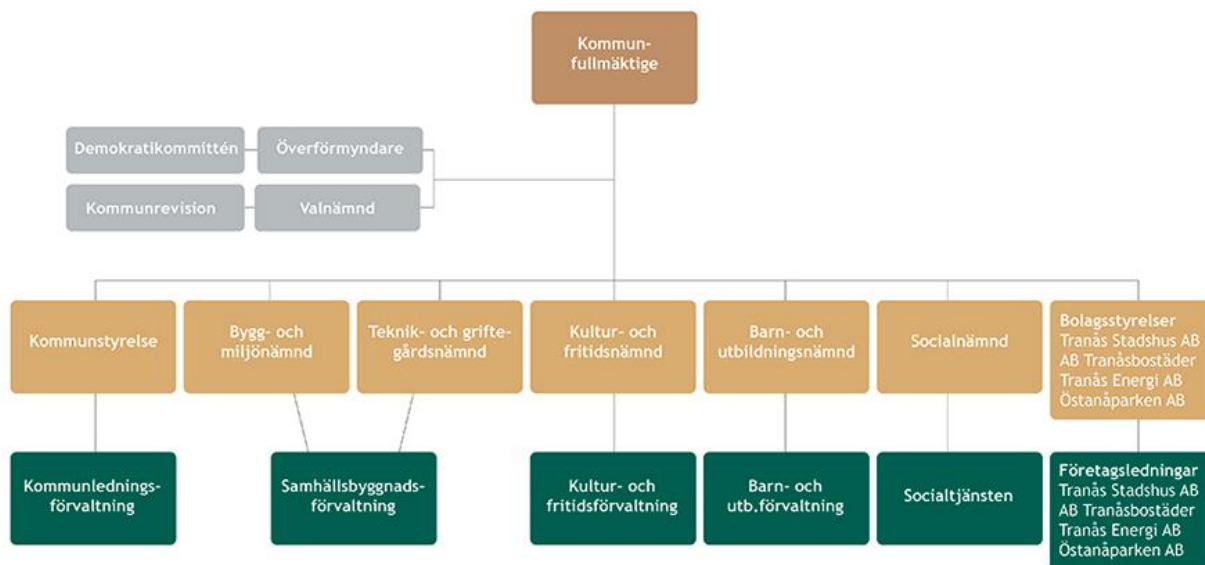 Kommun-
fullmäktige
Demokratikommittén
Överförmyndare
Kommunrevision
Valnämnd
Kommunstyrelse
Bygg- och
miljönämnd
Teknik- och grifte-
gårdsnämnd
Kultur- och
fritidsnämnd
Barn- och
utbildningsnämnd
Socialnämnd
Bolagsstyrelser
Tranås Stadshus AB
AB Tranåsbostäder
Tranås Energi AB
Östanåparken AB
Kommunlednings-
förvaltning
Samhällsbyggnads-
förvaltning
Kultur- och
fritidsförvaltning
Barn- och
utb.förvaltning
Socialtjänsten
Företagsledningar
Tranås Stadshus AB
AB Tranåsbostäder
Tranås Energi AB
Östanåparken AB